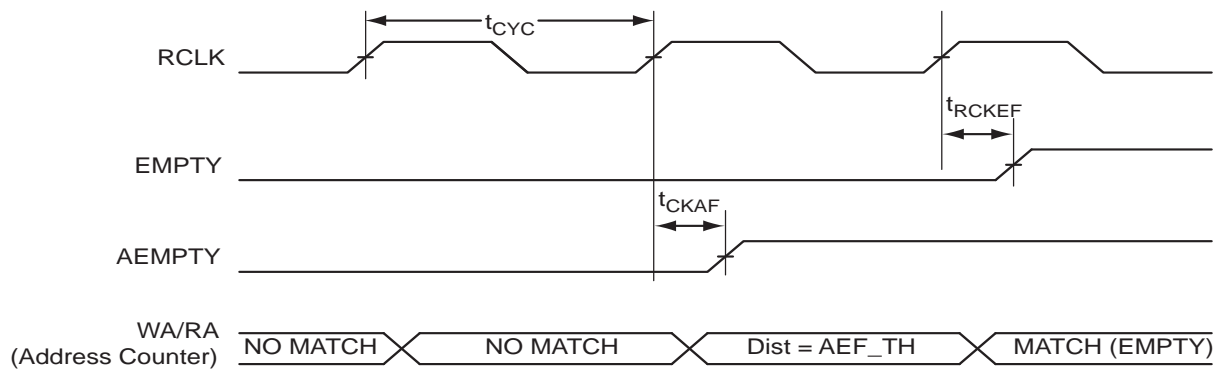 tCYC
RCLK
tRCKEF
EMPTY
tCKAF
AEMPTY
WA/RA
(Address Counter)
NO MATCH
NO MATCH
Dist = AEF_TH
MATCH (EMPTY)